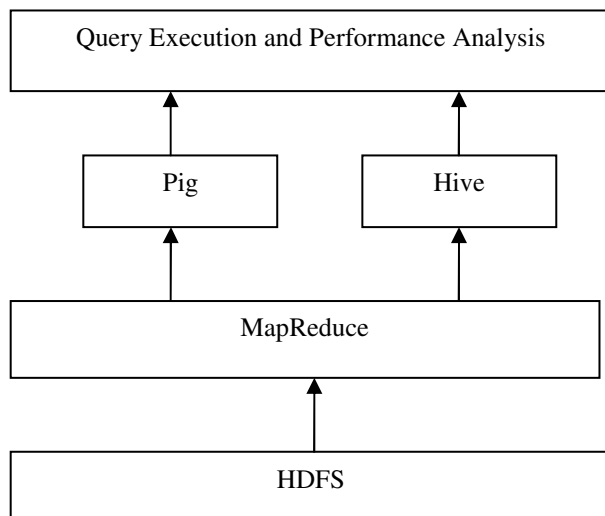 Query Execution and Performance Analysis
Pig
Hive
MapReduce
HDFS